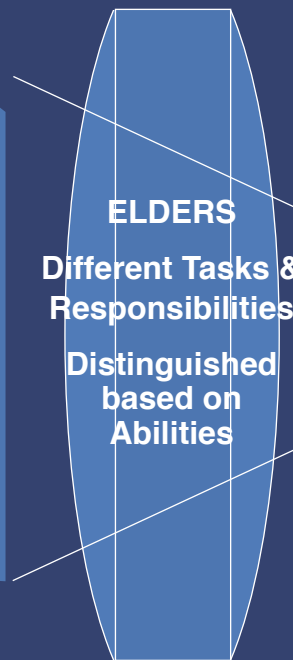 ELDERS
Different Tasks &
Responsibilities
Distinguished
based on
Abilities